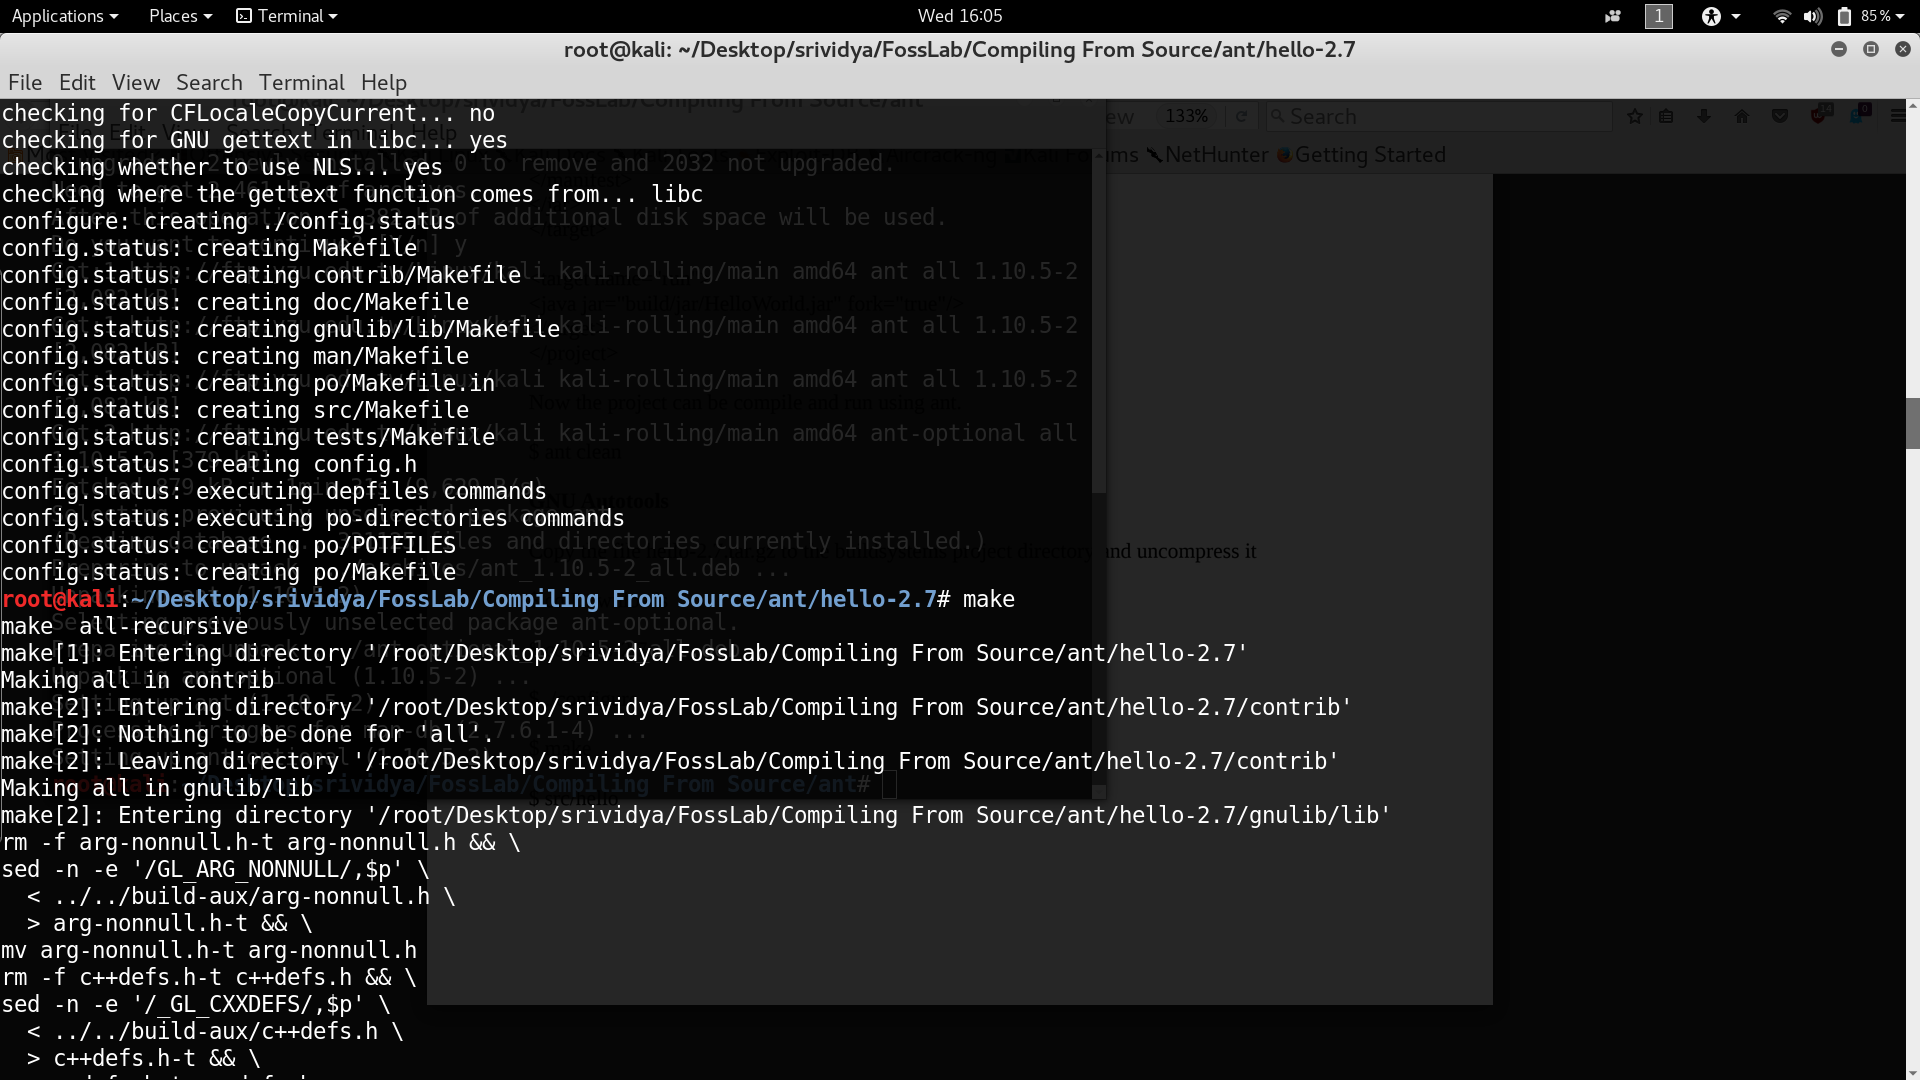 Applications Places Terminal Wed 16:05 1 85%
root@kali: ~/Desktop/srividya/FossLab/Compiling From Source/ant/hello-2.7
File Edit View Search Terminal Help
133% Search
NetHunter Getting Started
checking for CFLocaleCopyCurrent... no
checking for GNU gettext in libc... yes
checking whether to use NLS... yes
checking where the gettext function comes from... libc
configure: creating ./config.status
config.status: creating Makefile
config.status: creating contrib/Makefile
config.status: creating doc/Makefile
config.status: creating gnulib/lib/Makefile
config.status: creating man/Makefile
config.status: creating po/Makefile.in
config.status: creating src/Makefile
config.status: creating tests/Makefile
config.status: creating config.h
config.status: executing depfiles commands
config.status: executing po-directories commands
config.status: creating po/POTFILES
and uncompress it
config.status: creating po/Makefile
root@kali:~/Desktop/srividya/FossLab/Compiling From Source/ant/hello-2.7# make
make  all-recursive
make[1]: Entering directory '/root/Desktop/srividya/FossLab/Compiling From Source/ant/hello-2.7'
Making all in contrib
make[2]: Entering directory '/root/Desktop/srividya/FossLab/Compiling From Source/ant/hello-2.7/contrib'
make[2]: Nothing to be done for 'all'.
make[2]: Leaving directory '/root/Desktop/srividya/FossLab/Compiling From Source/ant/hello-2.7/contrib'
Making all in gnulib/lib
make[2]: Entering directory '/root/Desktop/srividya/FossLab/Compiling From Source/ant/hello-2.7/gnulib/lib'
rm -f arg-nonnull.h-t arg-nonnull.h && \
sed -n -e '/GL_ARG_NONNULL/,$p' \
  < ../../build-aux/arg-nonnull.h \
  > arg-nonnull.h-t && \
mv arg-nonnull.h-t arg-nonnull.h
rm -f c++defs.h-t c++defs.h && \
sed -n -e '/_GL_CXXDEFS/,$p' \
  < ../../build-aux/c++defs.h \
  > c++defs.h-t && \